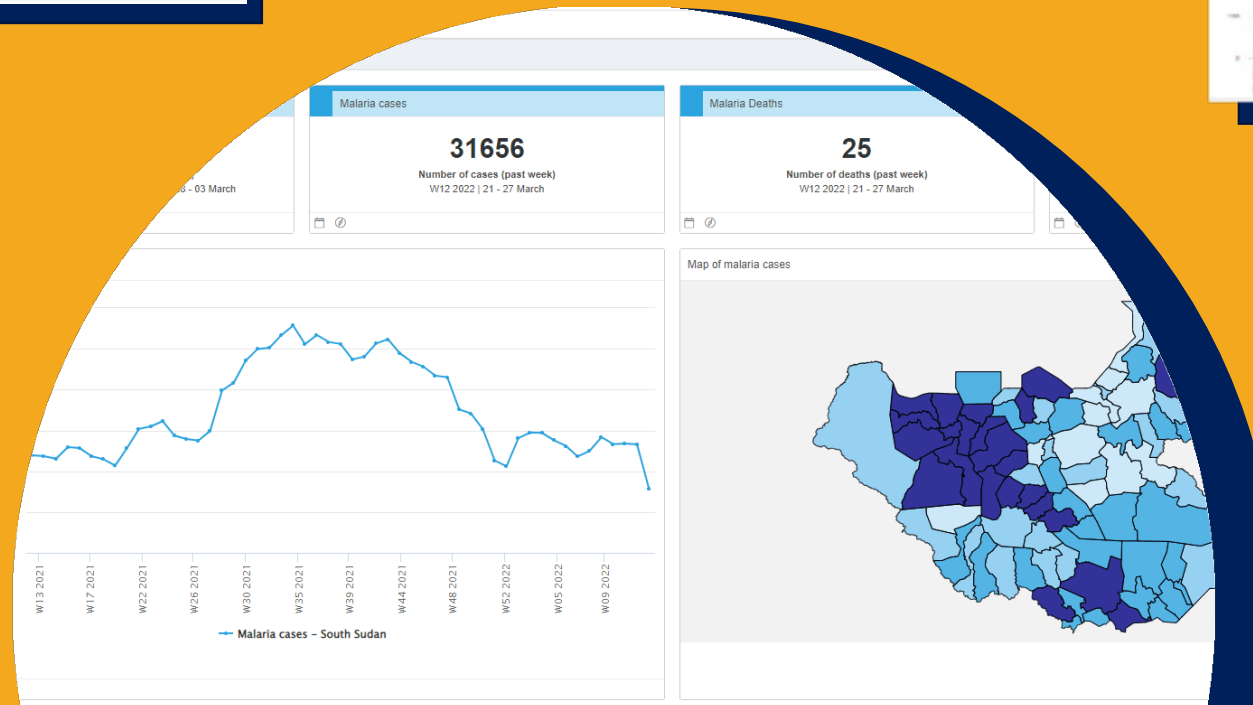 Malaria cases
Malaria Deaths
31656
25
Number of cases (past week)
Number of deaths (past week)
- 03 March
W12 2022 | 21 - 27 March
W12 2022 | 21 - 27 March
Map of malaria cases
W13 2021
W17 2021
W22 2021
W26 2021
W30 2021
W35 2021
W39 2021
W44 2021
W48 2021
W52 2022
W05 2022
W09 2022
Malaria cases - South Sudan